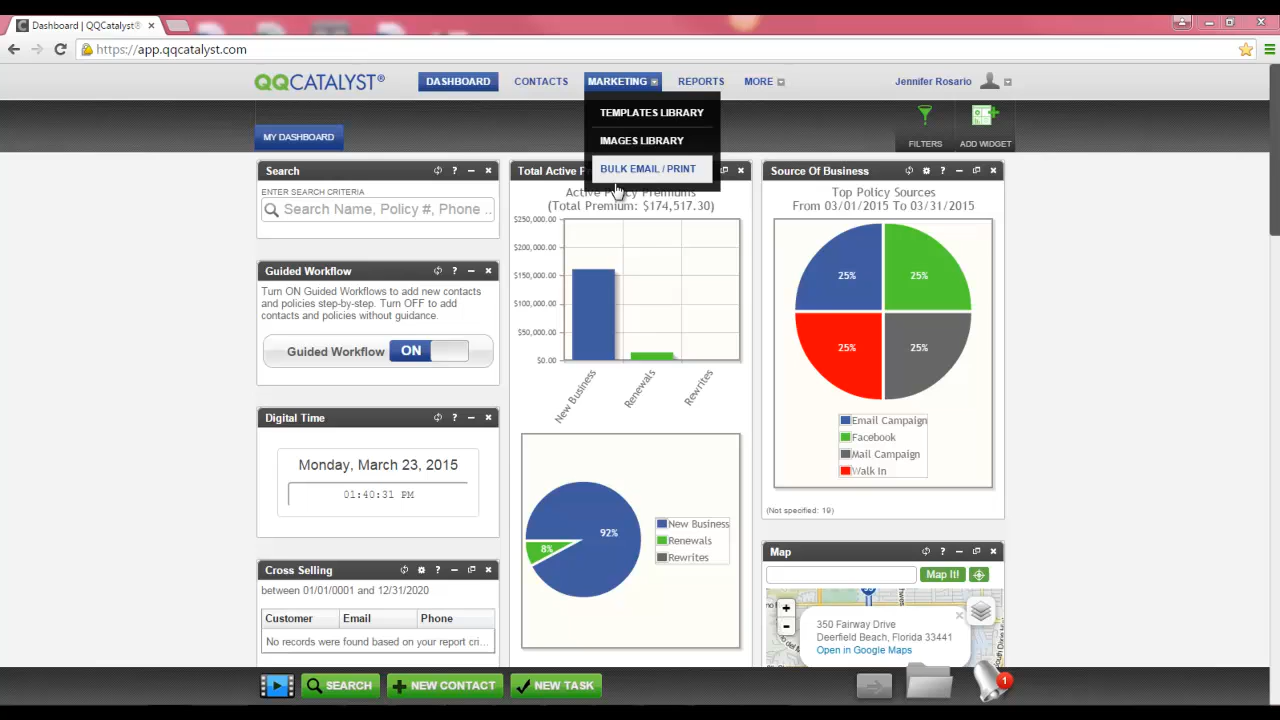 Dashboard | QQCatalyst®
https://app.qqcatalyst.com
QQCATALYST®
DASHBOARD
CONTACTS
MARKETING
REPORTS
MORE
Jennifer Rosario
TEMPLATES LIBRARY
IMAGES LIBRARY
BULK EMAIL / PRINT
MY DASHBOARD
FILTERS
ADD WIDGET
Search
ENTER SEARCH CRITERIA
Search Name, Policy #, Phone ..
Guided Workflow
Turn ON Guided Workflows to add new contacts
and policies step-by-step. Turn OFF to add
contacts and policies without guidance.
Guided Workflow ON
Digital Time
Monday, March 23, 2015
01:40:31 PM
Cross Selling
between 01/01/0001 and 12/31/2020
Customer Email Phone
No records were found based on your report cri...
Total Active P
Active Policy Premiums
(Total Premium: $174,517.30)
$250,000.00
$200,000.00
$150,000.00
$100,000.00
$50,000.00
$0.00
New Business
Renewals
Rewrites
92%
8%
New Business
Renewals
Rewrites
Source Of Business
Top Policy Sources
From 03/01/2015 To 03/31/2015
25%
25%
25%
25%
Email Campaign
Facebook
Mail Campaign
Walk In
(Not specified: 19)
Map
Map It!
+
-
350 Fairway Drive
Deerfield Beach, Florida 33441
Open in Google Maps
SEARCH
NEW CONTACT
NEW TASK
1